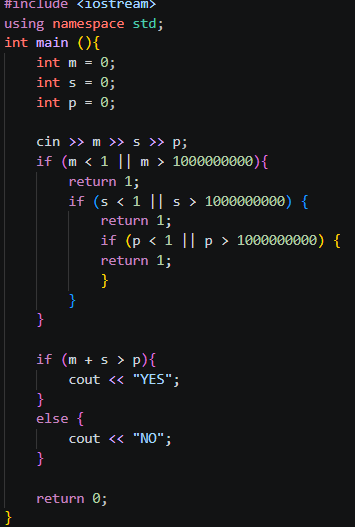 #include <iostream>
using namespace std;
int main (){
    int m = 0;
    int s = 0;
    int p = 0;

    cin >> m >> s >> p;
    if (m < 1 || m > 1000000000){
        return 1;
        if (s < 1 || s > 1000000000) {
            return 1;
            if (p < 1 || p > 1000000000) {
            return 1;
            }
        }
    }

    if (m + s > p){
        cout << "YES";
    }
    else {
        cout << "NO";
    }

    return 0;
}